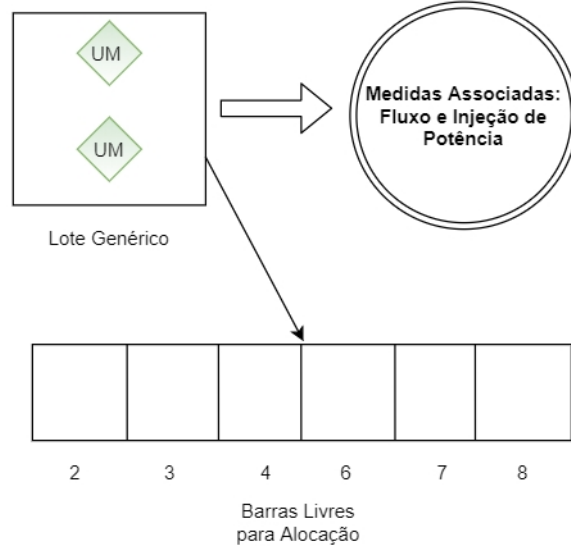 UM
UM
Lote Genérico
Medidas Associadas:
Fluxo e Injeção de
Potência
2 3 4 6 7 8
Barras Livres
para Alocação